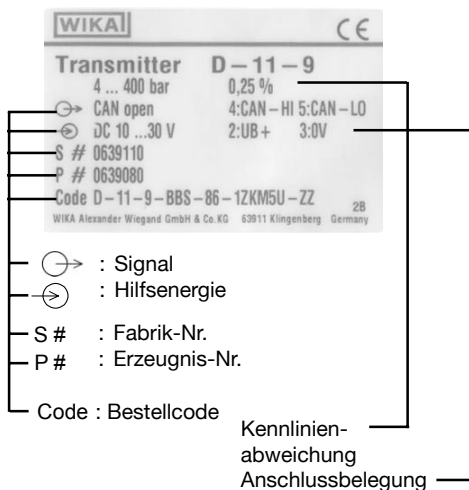 WIKA CE
Transmitter D-11-9
4 ... 400 bar 0,25 %
CAN open 4:CAN-HI 5:CAN-LO
DC 10 ...30 V 2:UB+ 3:0V
S # 0639110
P # 0639080
Code D-11-9-BBS-86-1ZKM5U-ZZ
2B
WIKA Alexander Wiegand GmbH & Co.KG 63911 Klingenberg Germany
: Signal
: Hilfsenergie
S # : Fabrik-Nr.
P # : Erzeugnis-Nr.
Code : Bestellcode
Kennlinien-
abweichung
Anschlussbelegung